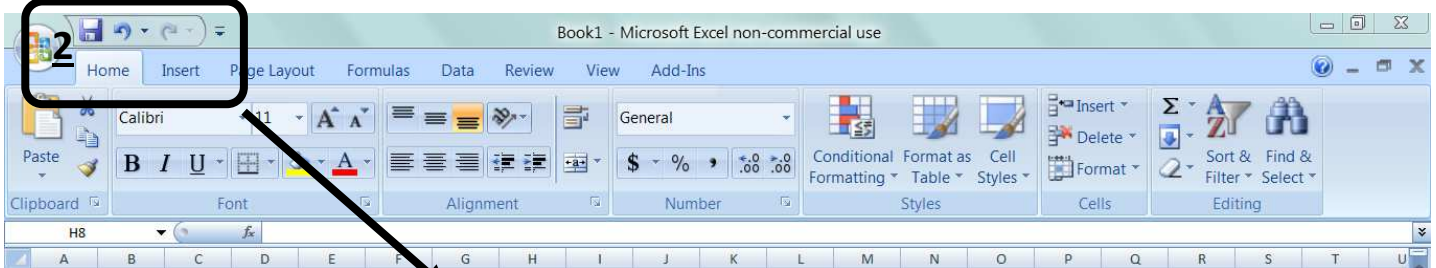 Book1 - Microsoft Excel non-commercial use
2
Home Insert Page Layout Formulas Data Review View Add-Ins
Calibri 11 A A General Σ A Z Insert
Paste B I U A $ % , .0 .00 .00 .0 Conditional Formatting Format as Table Cell Styles Delete Format Sort & Filter Find & Select
Clipboard Font Alignment Number Styles Cells Editing
H8 fx
A B C D E F G H I J K L M N O P Q R S T U